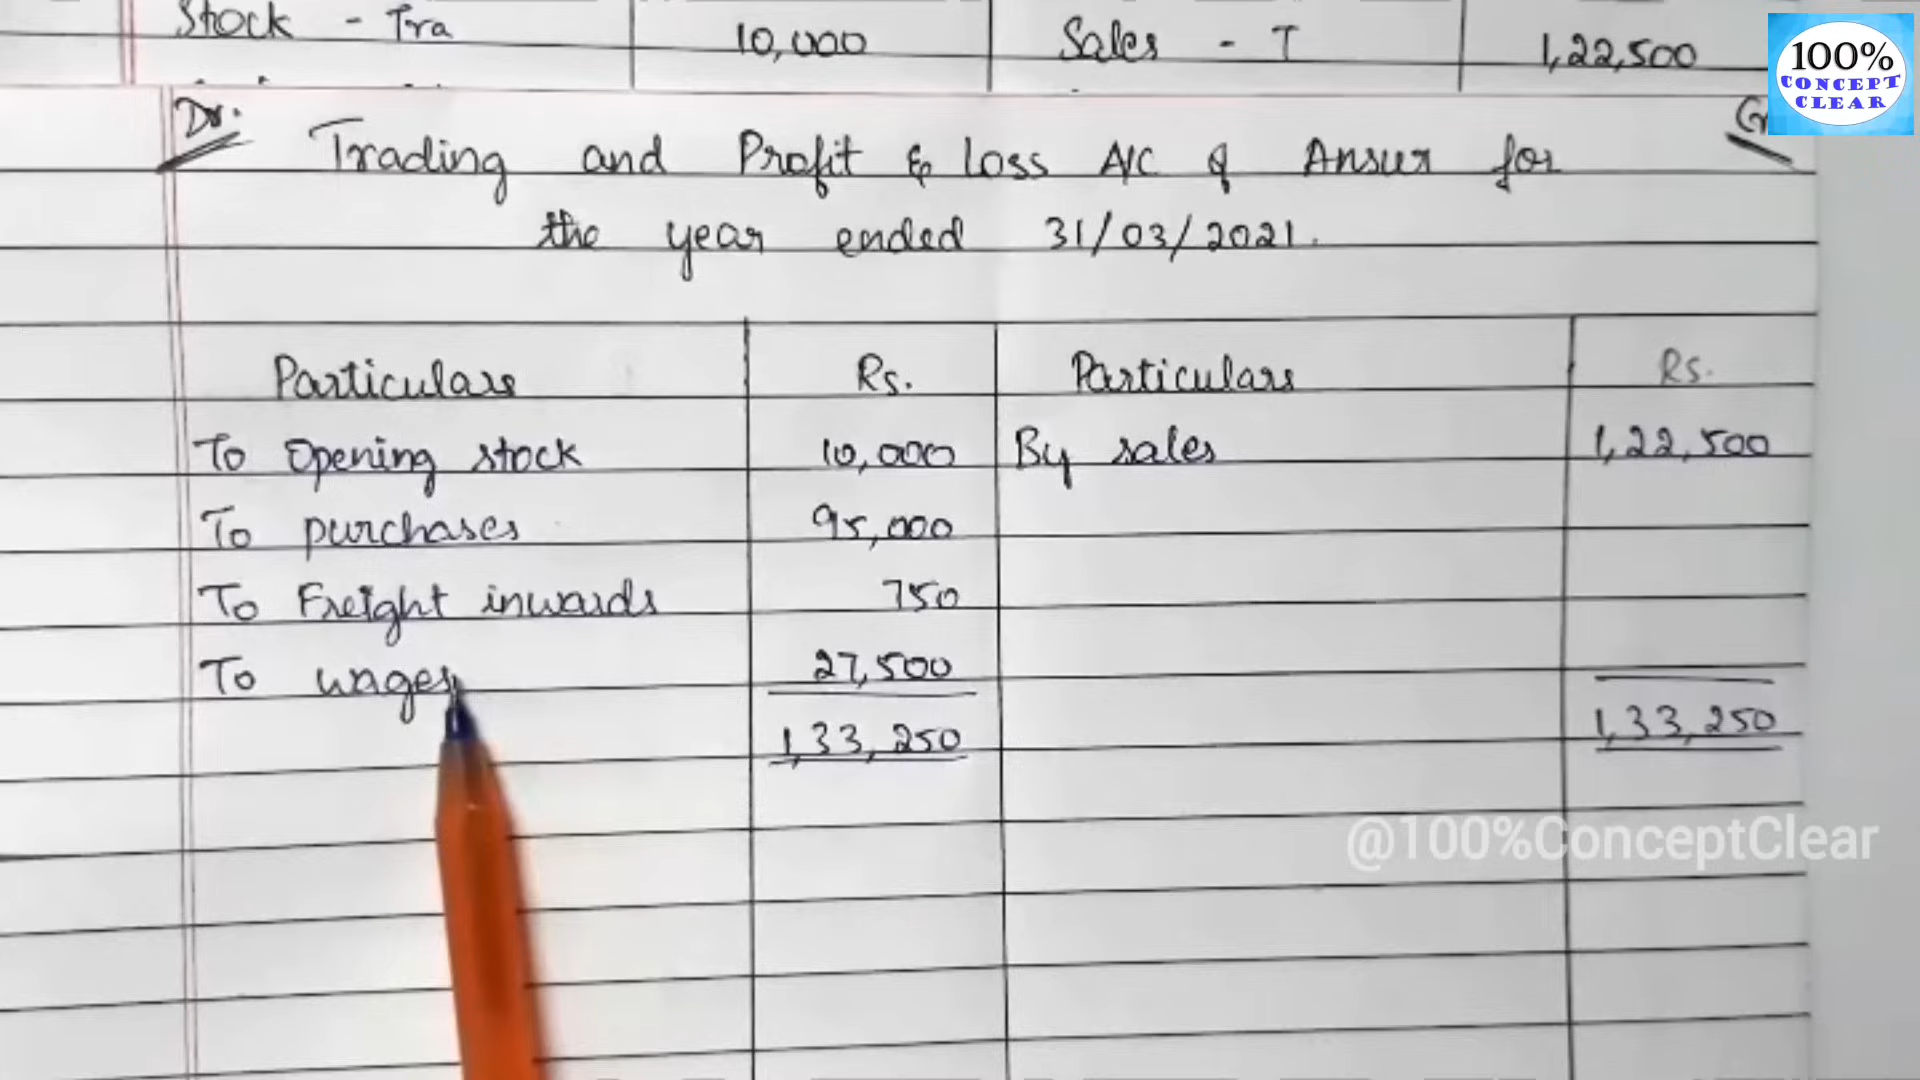 Stock - Tra 10,000 Sales - T 1,22,500
100%
CONCEPT
CLEAR
Dr.
Trading and Profit & loss A/C of Ansur for
the year ended 31/03/2021.
Particulars Rs. Particulars Rs.
To Opening stock 10,000 By sales 1,22,500
To purchases 95,000
To Freight inwards 750
To wages 27,500
1,33,250 1,33,250
@100%ConceptClear